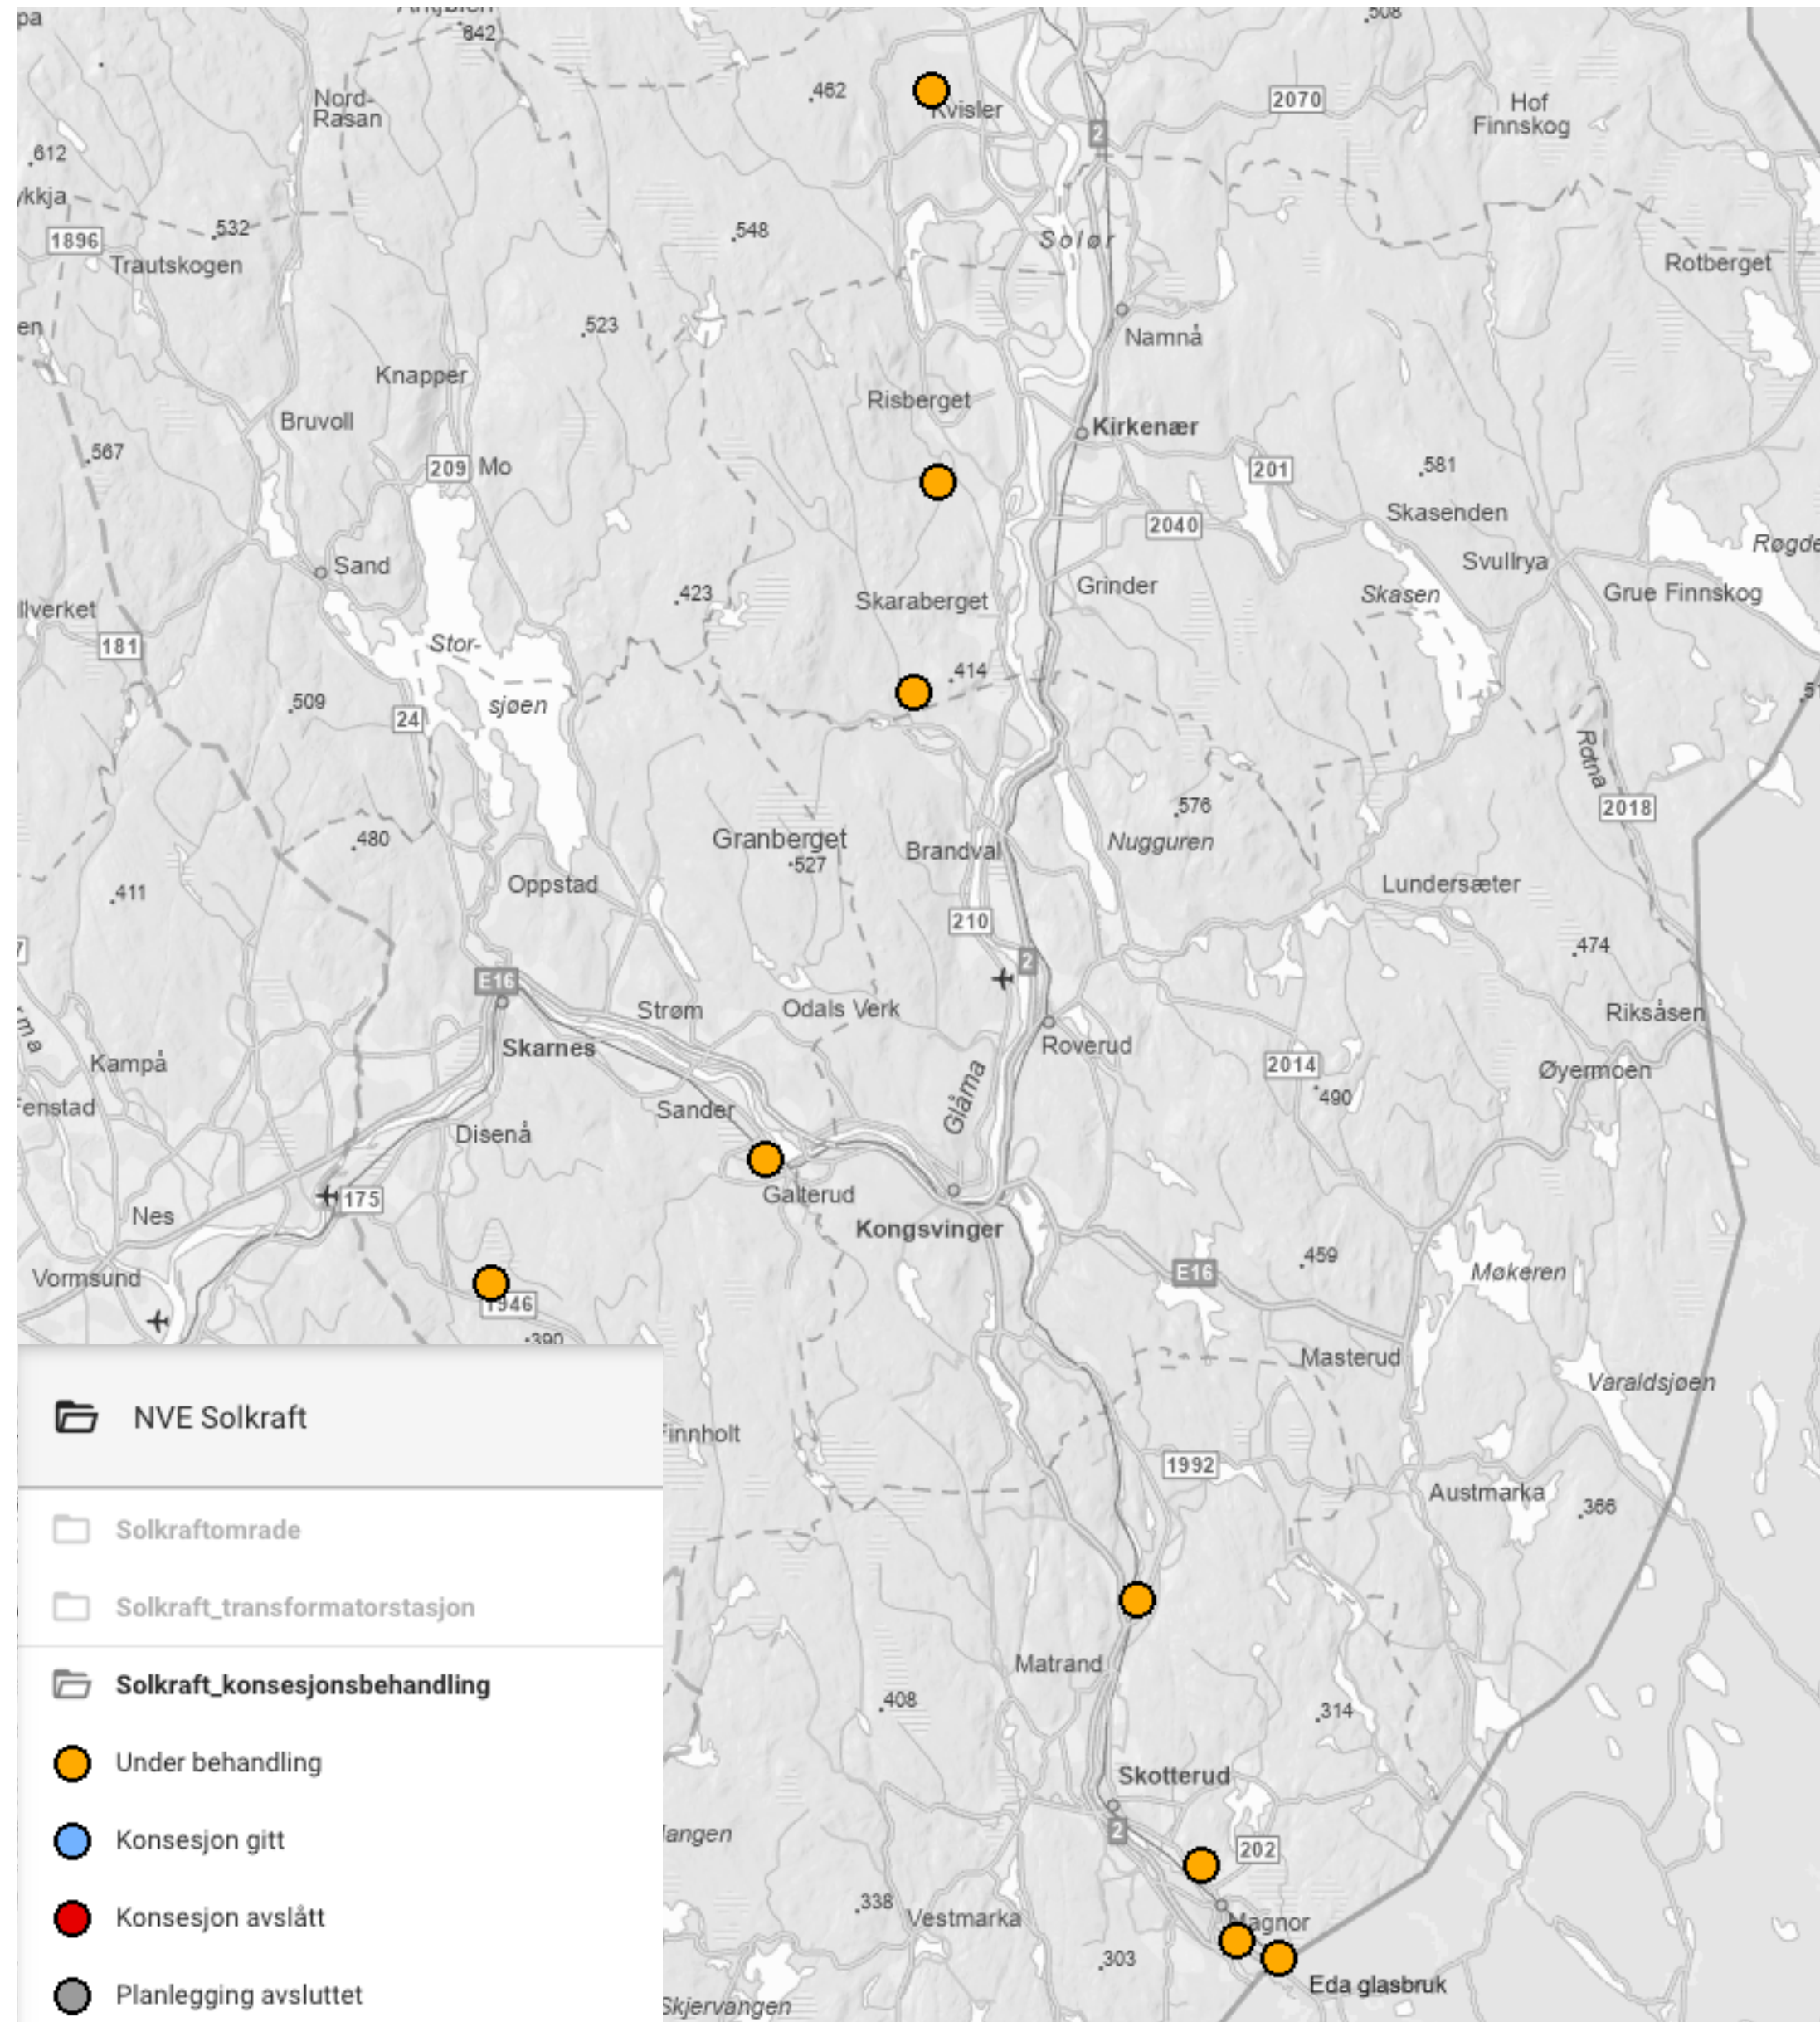 642
508
462
Kvisler
2070
Hof
Finnskog
Nord-
Rasan
2
612
532
548
Solør
1896
Trautskogen
Rotberget
523
Namnå
Knapper
Risberget
Bruvoll
Kirkenær
567
209
Mo
201
581
Skasenden
2040
Svullrya
Sand
Grinder
Skasen
Grue Finnskog
423
Skaraberget
181
Stor-
sjøen
414
509
24
Rotna
576
2018
480
Granberget
527
Brandval
Nugguren
411
Oppstad
Lundersæter
210
474
E16
2
Strøm
Odals Verk
Riksåsen
Skarnes
Roverud
Kampå
2014
Øyermoen
Glåma
490
Sander
Disenå
175
Galterud
Nes
Kongsvinger
459
Vormsund
E16
Møkeren
1946
390
Masterud
Varaldsjøen
NVE Solkraft
1992
Austmarka
366
Solkraftomrade
Solkraft_transformatorstasjon
Matrand
Solkraft_konsesjonsbehandling
408
314
Under behandling
Skotterud
2
Konsesjon gitt
202
338
Konsesjon avslått
Vestmarka
Magnor
303
Planlegging avsluttet
Eda glasbruk
Skjervangen